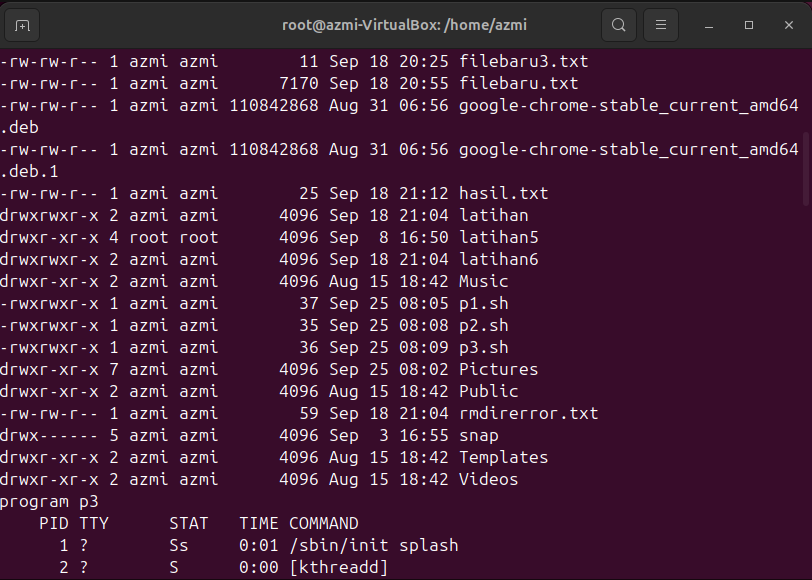 root@azmi-VirtualBox: /home/azmi
-rw-rw-r-- 1 azmi azmi        11 Sep 18 20:25 filebaru3.txt
-rw-rw-r-- 1 azmi azmi      7170 Sep 18 20:55 filebaru.txt
-rw-rw-r-- 1 azmi azmi 110842868 Aug 31 06:56 google-chrome-stable_current_amd64
.deb
-rw-rw-r-- 1 azmi azmi 110842868 Aug 31 06:56 google-chrome-stable_current_amd64
.deb.1
-rw-rw-r-- 1 azmi azmi        25 Sep 18 21:12 hasil.txt
drwxrwxr-x 2 azmi azmi      4096 Sep 18 21:04 latihan
drwxr-xr-x 4 root root      4096 Sep  8 16:50 latihan5
drwxrwxr-x 2 azmi azmi      4096 Sep 18 21:04 latihan6
drwxr-xr-x 2 azmi azmi      4096 Aug 15 18:42 Music
-rwxrwxr-x 1 azmi azmi        37 Sep 25 08:05 p1.sh
-rwxrwxr-x 1 azmi azmi        35 Sep 25 08:08 p2.sh
-rwxrwxr-x 1 azmi azmi        36 Sep 25 08:09 p3.sh
drwxr-xr-x 7 azmi azmi      4096 Sep 25 08:02 Pictures
drwxr-xr-x 2 azmi azmi      4096 Aug 15 18:42 Public
-rw-rw-r-- 1 azmi azmi        59 Sep 18 21:04 rmdirerror.txt
drwx------ 5 azmi azmi      4096 Sep  3 16:55 snap
drwxr-xr-x 2 azmi azmi      4096 Aug 15 18:42 Templates
drwxr-xr-x 2 azmi azmi      4096 Aug 15 18:42 Videos
program p3
    PID TTY      STAT   TIME COMMAND
      1 ?        Ss     0:01 /sbin/init splash
      2 ?        S      0:00 [kthreadd]